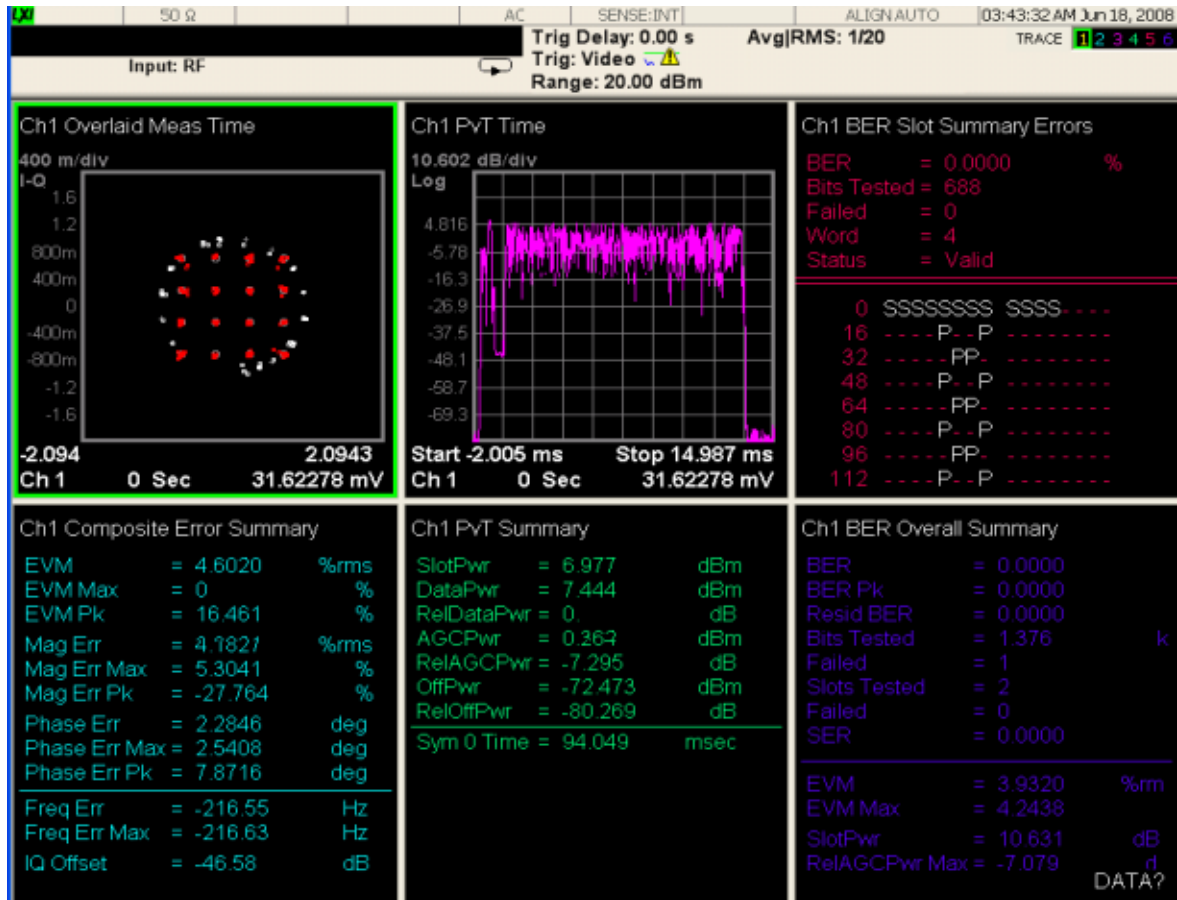 LXI 50 Ω AC SENSE:INT ALIGN AUTO 03:43:32 AM Jun 18, 2008
Input: RF
Trig Delay: 0.00 s Avg|RMS: 1/20 TRACE 1 2 3 4 5 6
Trig: Video
Range: 20.00 dBm
Ch1 Overlaid Meas Time
400 m/div
I-Q
1.6
1.2
800m
400m
0
-400m
-800m
-1.2
-1.6
-2.094 2.0943
Ch 1 0 Sec 31.62278 mV
Ch1 PvT Time
10.602 dB/div
Log
4.816
-5.78
-16.3
-26.9
-37.5
-48.1
-58.7
-69.3
Start -2.005 ms Stop 14.987 ms
Ch 1 0 Sec 31.62278 mV
Ch1 BER Slot Summary Errors
BER = 0.0000 %
Bits Tested = 688
Failed = 0
Word = 4
Status = Valid
0 SSSSSSSS SSSS----
16 ----P--P --------
32 -----PP- --------
48 ----P--P --------
64 -----PP- --------
80 ----P--P --------
96 -----PP- --------
112 ----P--P --------
Ch1 Composite Error Summary
EVM = 4.6020 %rms
EVM Max = 0 %
EVM Pk = 16.461 %
Mag Err = %rms
Mag Err Max = 5.3041 %
Mag Err Pk = -27.764 %
Phase Err = 2.2846 deg
Phase Err Max = 2.5408 deg
Phase Err Pk = 7.8716 deg
Freq Err = -216.55 Hz
Freq Err Max = -216.63 Hz
IQ Offset = -46.58 dB
Ch1 PvT Summary
SlotPwr = 6.977 dBm
DataPwr = 7.444 dBm
RelDataPwr = 0. dB
AGCPwr = dBm
RelAGCPwr = -7.295 dB
OffPwr = -72.473 dBm
RelOffPwr = -80.269 dB
Sym 0 Time = 94.049 msec
Ch1 BER Overall Summary
BER = 0.0000
BER Pk = 0.0000
Resid BER = 0.0000
Bits Tested = 1.376 k
Failed = 1
Slots Tested = 2
Failed = 0
SER = 0.0000
EVM = 3.9320 %rm
EVM Max = 4.2438
SlotPwr = 10.631 dB
RelAGCPwr Max = -7.079 d
DATA?